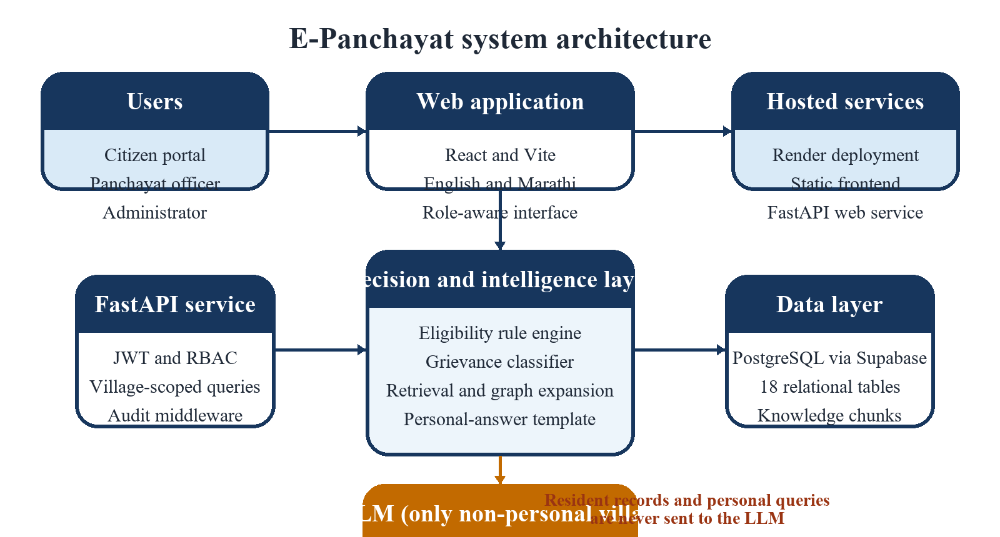 E-Panchayat system architecture
Users
Citizen portal
Panchayat officer
Administrator
Web application
React and Vite
English and Marathi
Role-aware interface
Hosted services
Render deployment
Static frontend
FastAPI web service
FastAPI service
JWT and RBAC
Village-scoped queries
Audit middleware
ecision and intelligence lay
Eligibility rule engine
Grievance classifier
Retrieval and graph expansion
Personal-answer template
Data layer
PostgreSQL via Supabase
18 relational tables
Knowledge chunks
LM (only non-personal villa
Resident records and personal queries
are never sent to the LLM